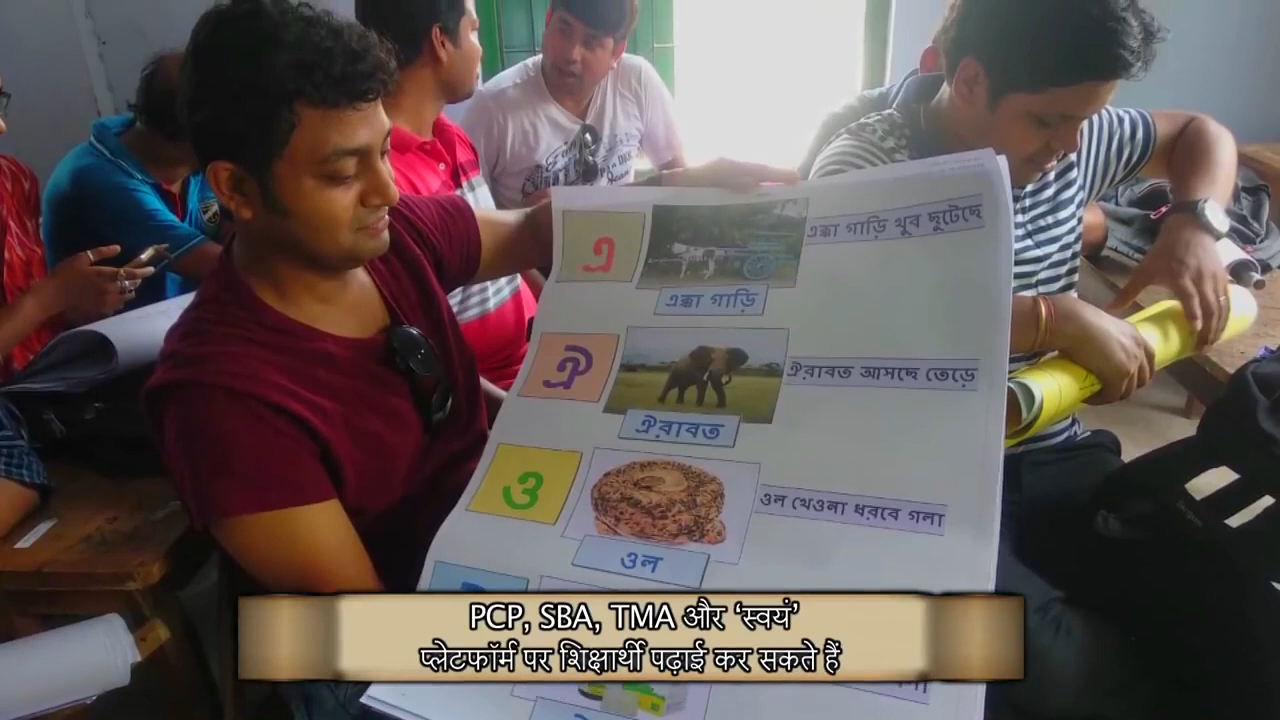 এ
এক্কা গাড়ি খুব ছুটেছে
এক্কা গাড়ি
ঐ
ঐরাবত আসছে তেড়ে
ঐরাবত
ও
ওল খেওনা ধরবে গলা
ওল
PCP, SBA, TMA और ‘स्वयं’
प्लेटफॉर्म पर शिक्षार्थी पढ़ाई कर सकते हैं